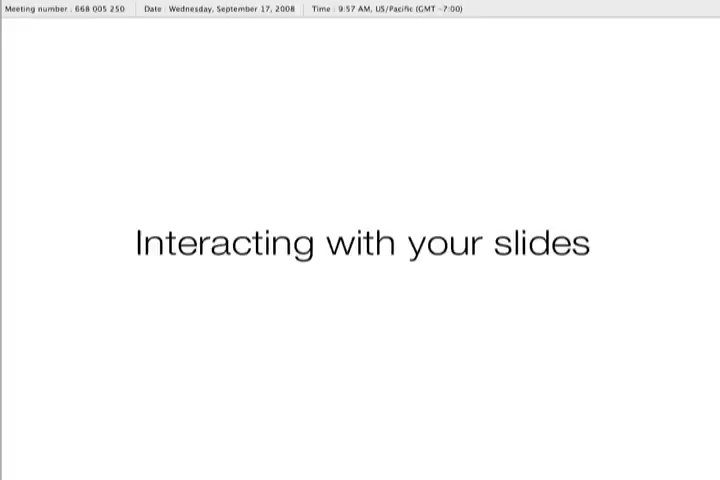 Meeting number : 668 005 250 Date : Wednesday, September 17, 2008 Time : 9:57 AM, US/Pacific (GMT -7:00)
Interacting with your slides